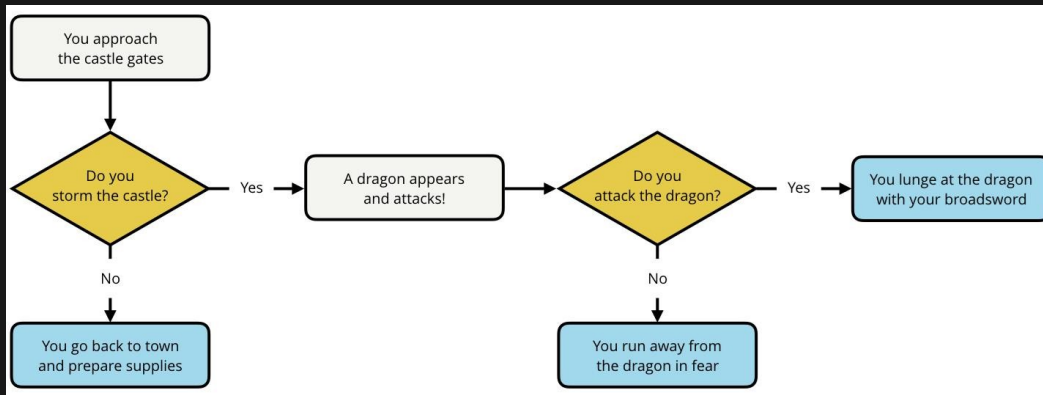 You approach
the castle gates
Do you
storm the castle?
Yes
A dragon appears
and attacks!
Do you
attack the dragon?
Yes
You lunge at the dragon
with your broadsword
No
No
You go back to town
and prepare supplies
You run away from
the dragon in fear